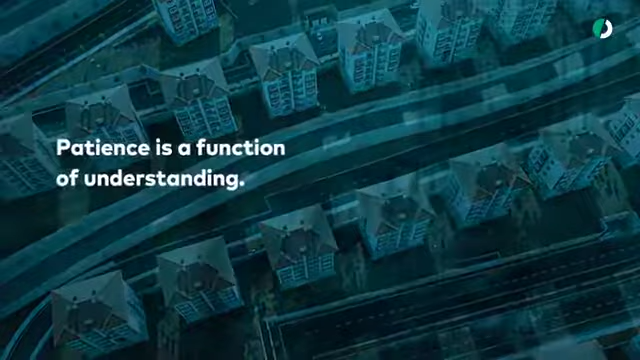 Patience is a function
of understanding.